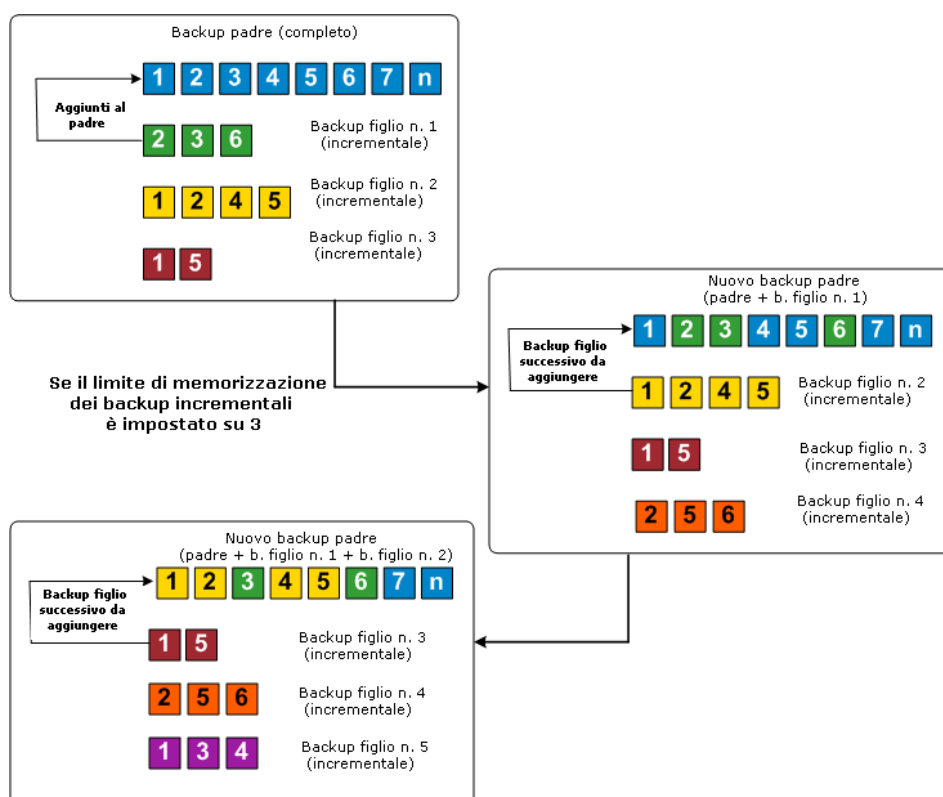 Backup padre (completo)
1 2 3 4 5 6 7 n
Aggiunti al
padre
2 3 6
Backup figlio n. 1
(incrementale)
1 2 4 5
Backup figlio n. 2
(incrementale)
1 5
Backup figlio n. 3
(incrementale)
Se il limite di memorizzazione
dei backup incrementali
è impostato su 3
Nuovo backup padre
(padre + b. figlio n. 1)
1 2 3 4 5 6 7 n
Backup figlio
successivo da
aggiungere
1 2 4 5
Backup figlio n. 2
(incrementale)
1 5
Backup figlio n. 3
(incrementale)
2 5 6
Backup figlio n. 4
(incrementale)
Nuovo backup padre
(padre + b. figlio n. 1 + b. figlio n. 2)
1 2 3 4 5 6 7 n
Backup figlio
successivo da
aggiungere
1 5
Backup figlio n. 3
(incrementale)
2 5 6
Backup figlio n. 4
(incrementale)
1 3 4
Backup figlio n. 5
(incrementale)